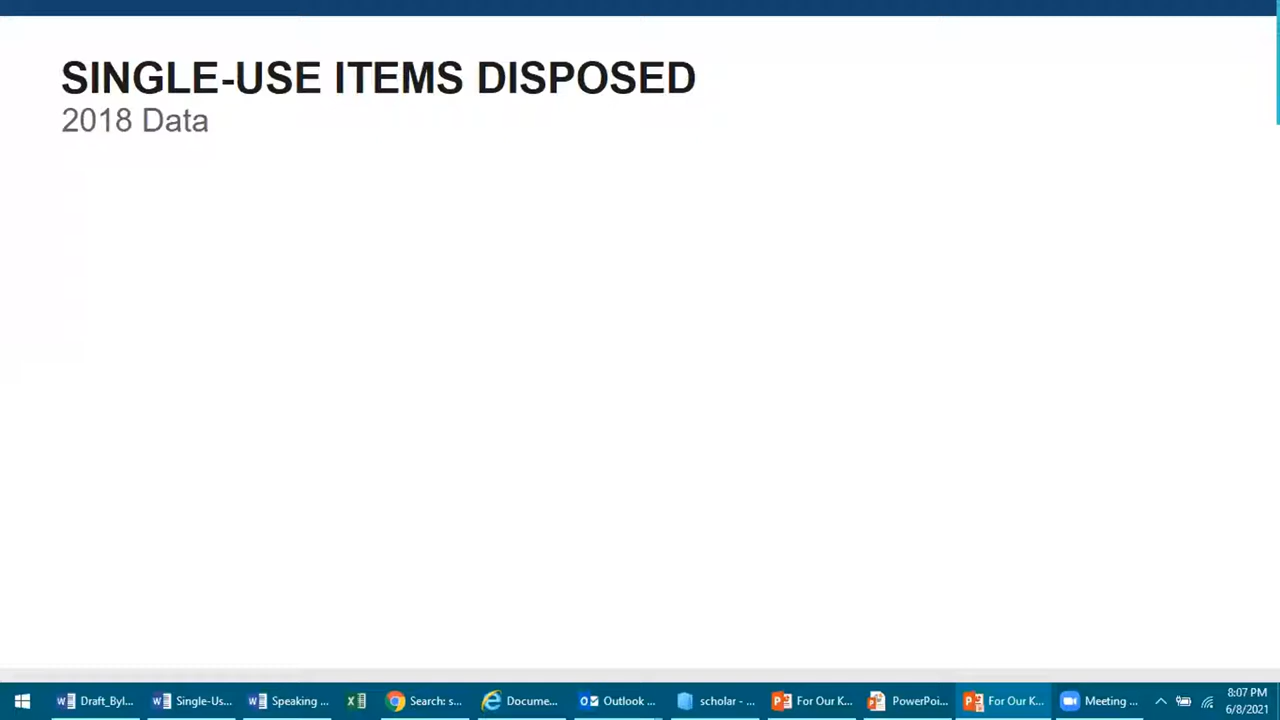 SINGLE-USE ITEMS DISPOSED
2018 Data
Draft_Byl...
Single-Us...
Speaking ...
Search: s...
Docume...
Outlook ...
scholar - ...
For Our K...
PowerPoi...
For Our K...
Meeting ...
8:07 PM
6/8/2021